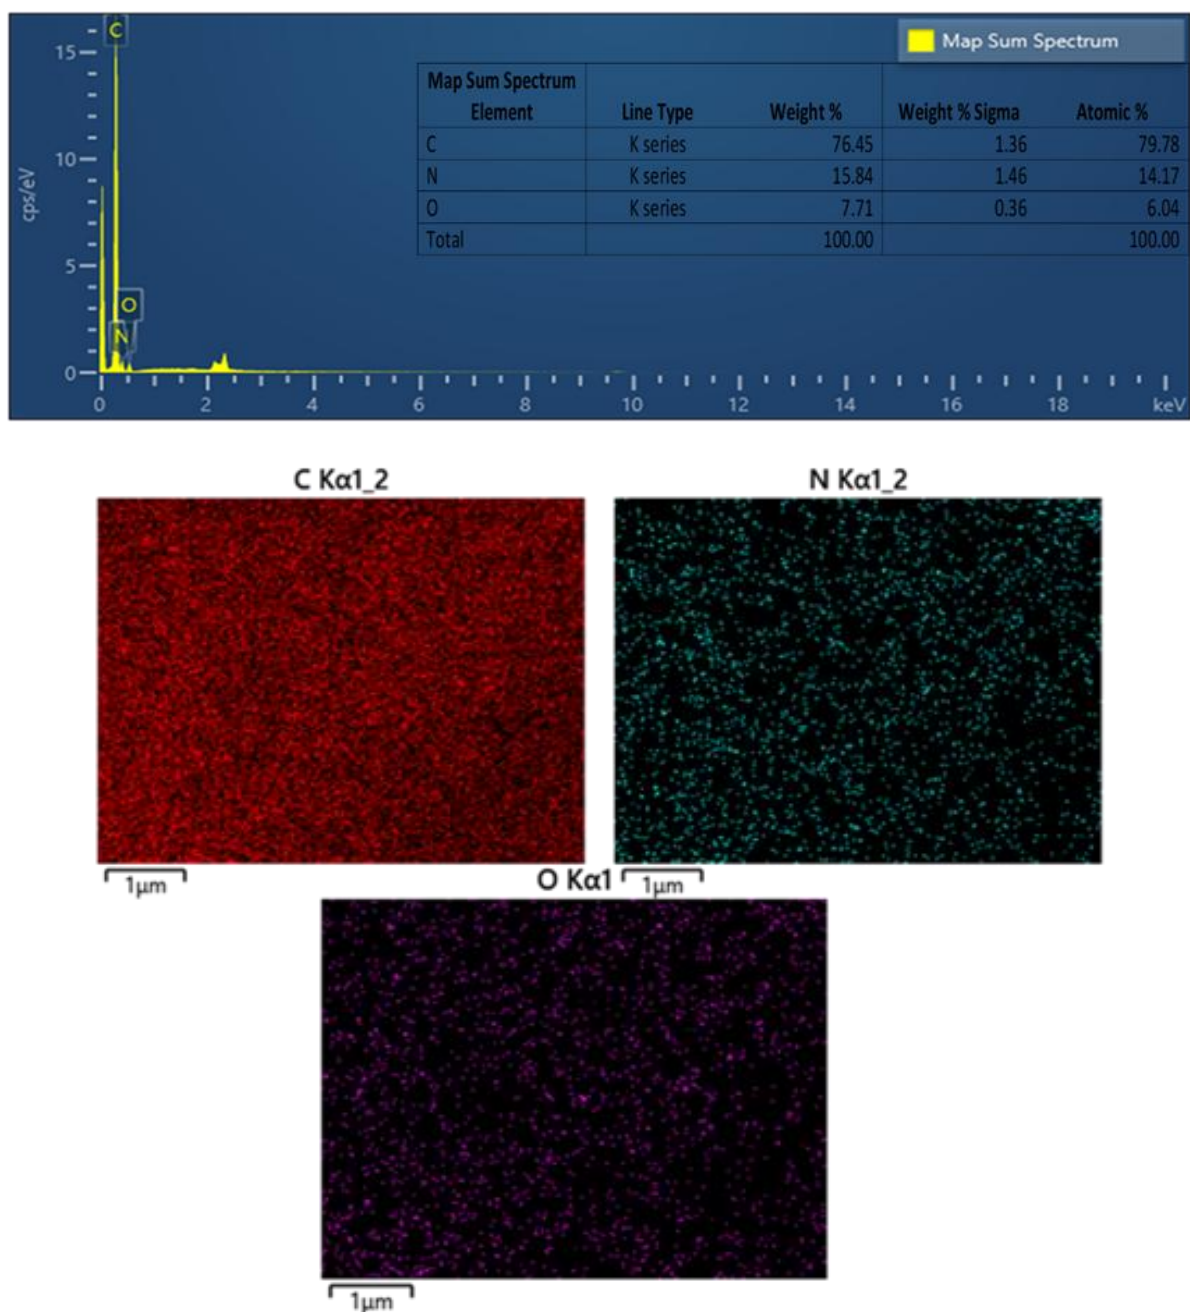 Map Sum Spectrum
C
15
10
5
0
cps/eV
O
N
Map Sum Spectrum
Element Line Type Weight % Weight % Sigma Atomic %
C K series 76.45 1.36 79.78
N K series 15.84 1.46 14.17
O K series 7.71 0.36 6.04
Total 100.00 100.00
0 2 4 6 8 10 12 14 16 18 keV
C Kα1_2
N Kα1_2
1μm
1μm
O Kα1
1μm